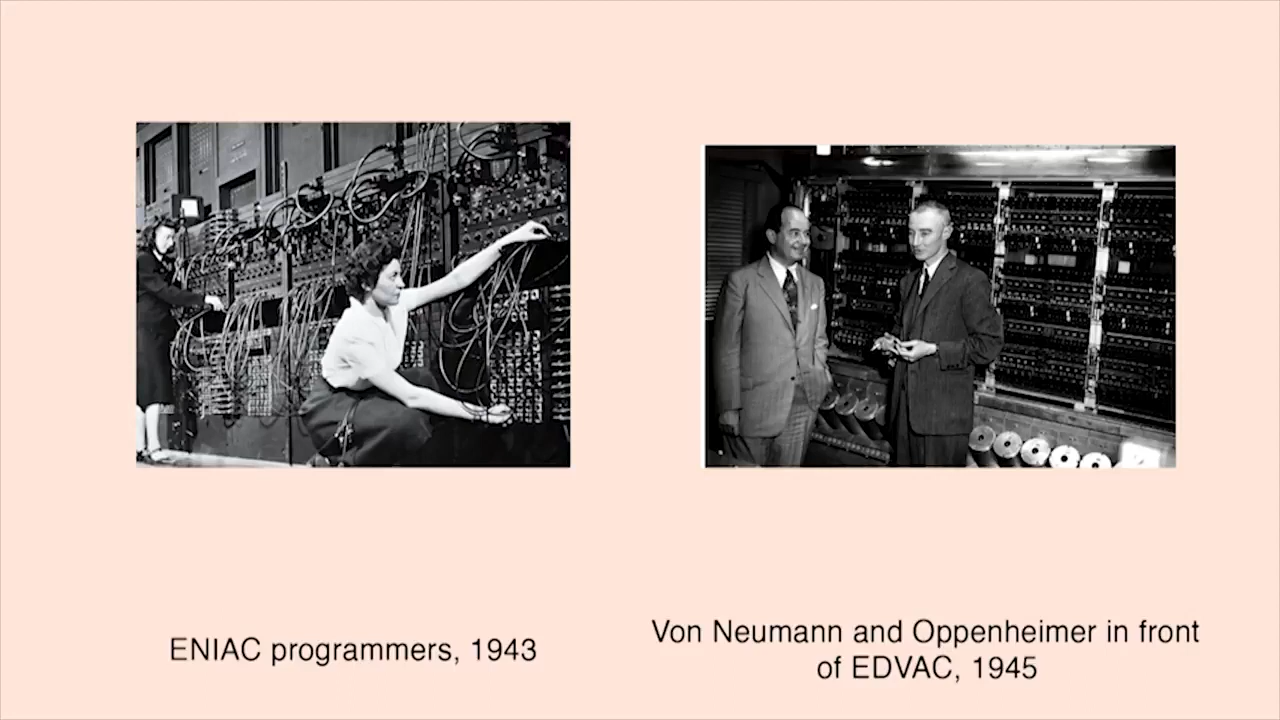 ENIAC programmers, 1943
Von Neumann and Oppenheimer in front
of EDVAC, 1945